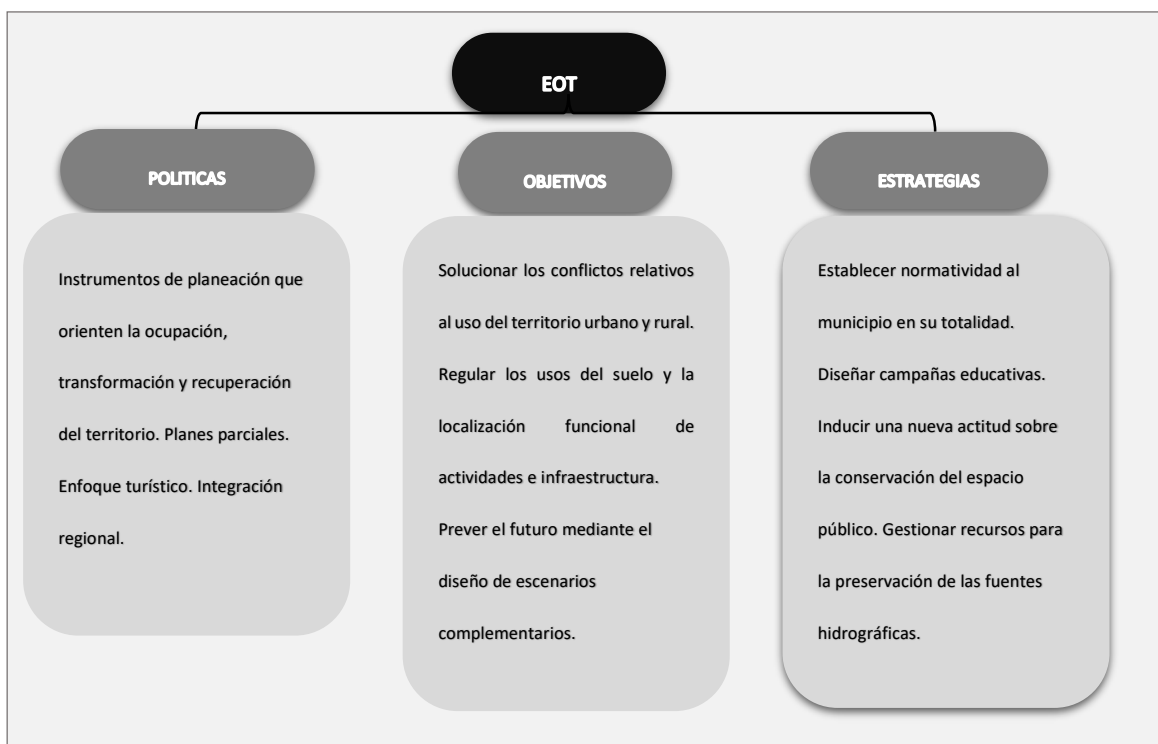 EOT
POLITICAS
Instrumentos de planeación que
orienten la ocupación,
transformación y recuperación
del territorio. Planes parciales.
Enfoque turístico. Integración
regional.
OBJETIVOS
Solucionar los conflictos relativos
al uso del territorio urbano y rural.
Regular los usos del suelo y la
localización funcional de
actividades e infraestructura.
Prever el futuro mediante el
diseño de escenarios
complementarios.
ESTRATEGIAS
Establecer normatividad al
municipio en su totalidad.
Diseñar campañas educativas.
Inducir una nueva actitud sobre
la conservación del espacio
público. Gestionar recursos para
la preservación de las fuentes
hidrográficas.